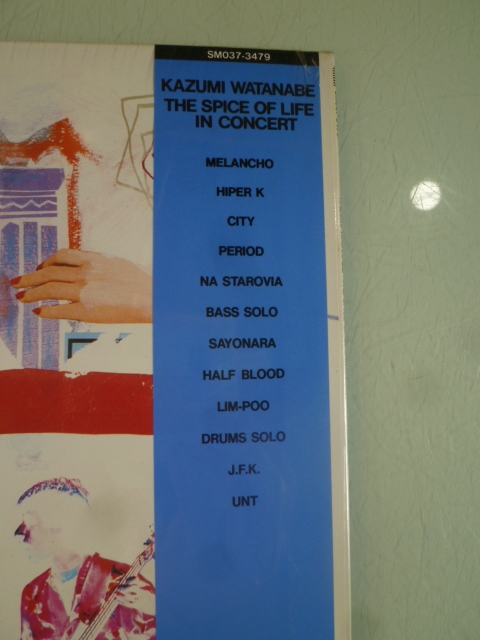 SM037-3479
KAZUMI WATANABE
THE SPICE OF LIFE
IN CONCERT
MELANCHO
HIPER K
CITY
PERIOD
NA STAROVIA
BASS SOLO
SAYONARA
HALF BLOOD
LIM-POO
DRUMS SOLO
J.F.K.
UNT